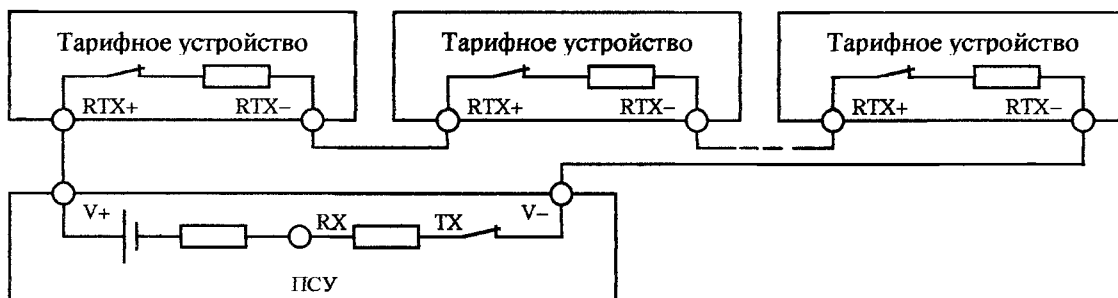 Тарифное устройство Тарифное устройство Тарифное устройство
RTX+ RTX− RTX+ RTX− RTX+ RTX−
V+ RX TX V−
ПСУ